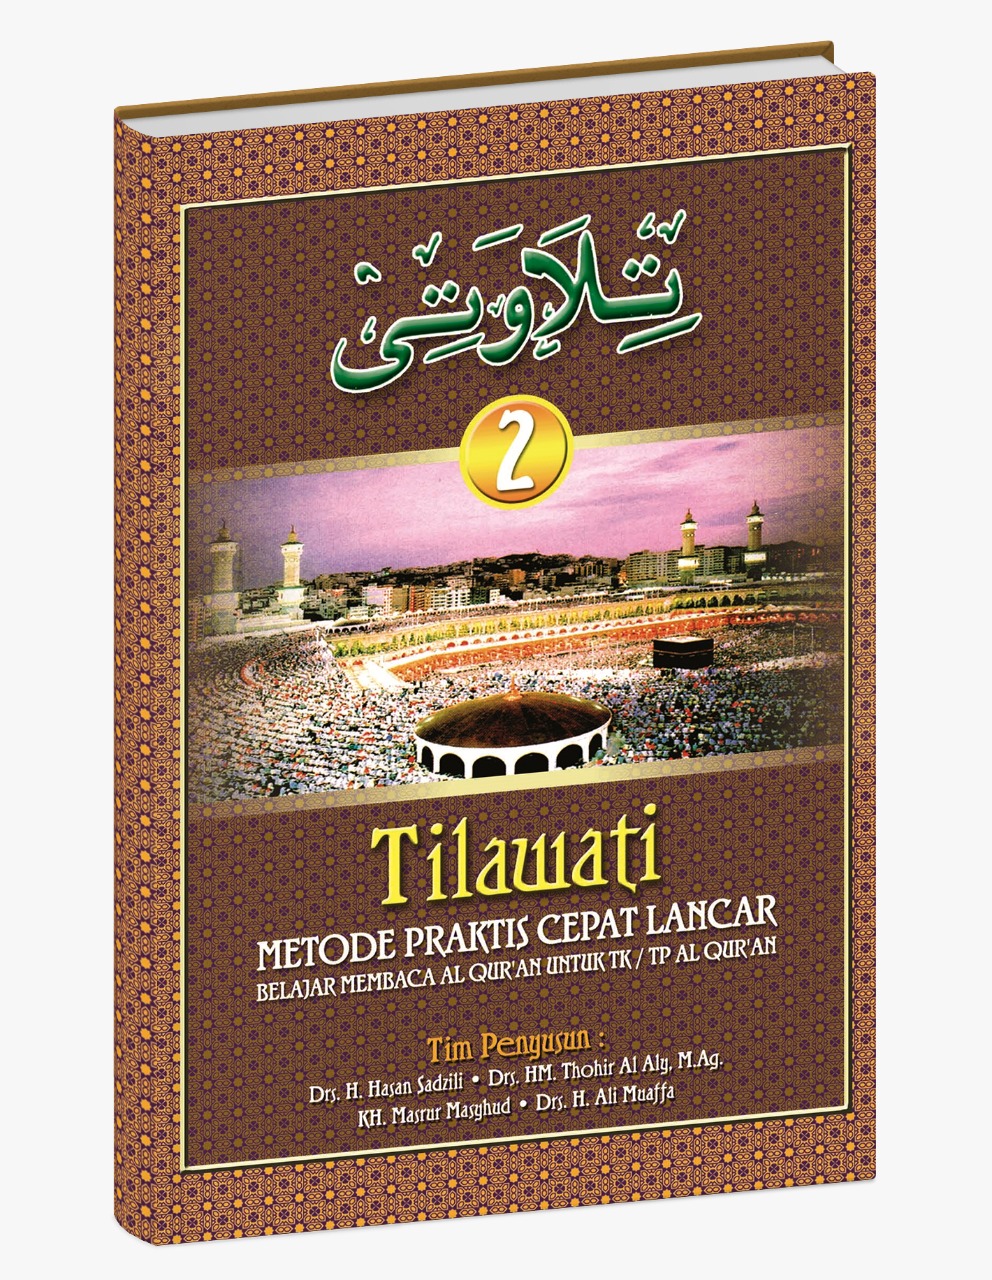 تِلَاوَتِى
2
Tilawati
METODE PRAKTIS CEPAT LANCAR
BELAJAR MEMBACA AL QUR'AN UNTUK TK / TP AL QUR'AN
Tim Penyusun :
Drs. H. Hasan Sadzili • Drs. HM. Thohir Al Aly, M.Ag.
KH. Masrur Masyhud • Drs. H. Ali Muaffa